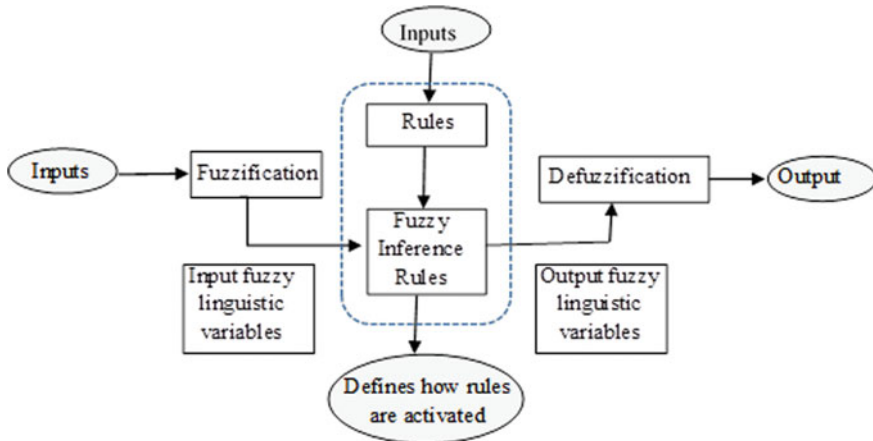 Inputs
Rules
Inputs
Fuzzification
Defuzzification
Output
Fuzzy
Inference
Rules
Input fuzzy
linguistic
variables
Output fuzzy
linguistic
variables
Defines how rules
are activated